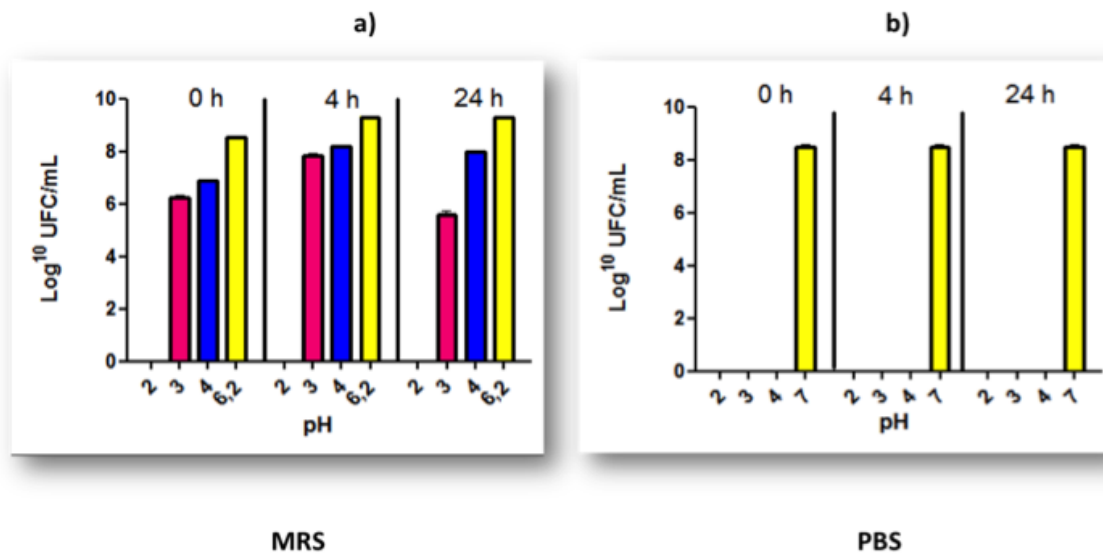 a)
0 h 4 h 24 h
Log10 UFC/mL
10
8
6
4
2
0
2 3 4 6,2 2 3 4 6,2 2 3 4 6,2
pH
MRS
b)
0 h 4 h 24 h
Log10 UFC/mL
10
8
6
4
2
0
2 3 4 7 2 3 4 7 2 3 4 7
pH
PBS